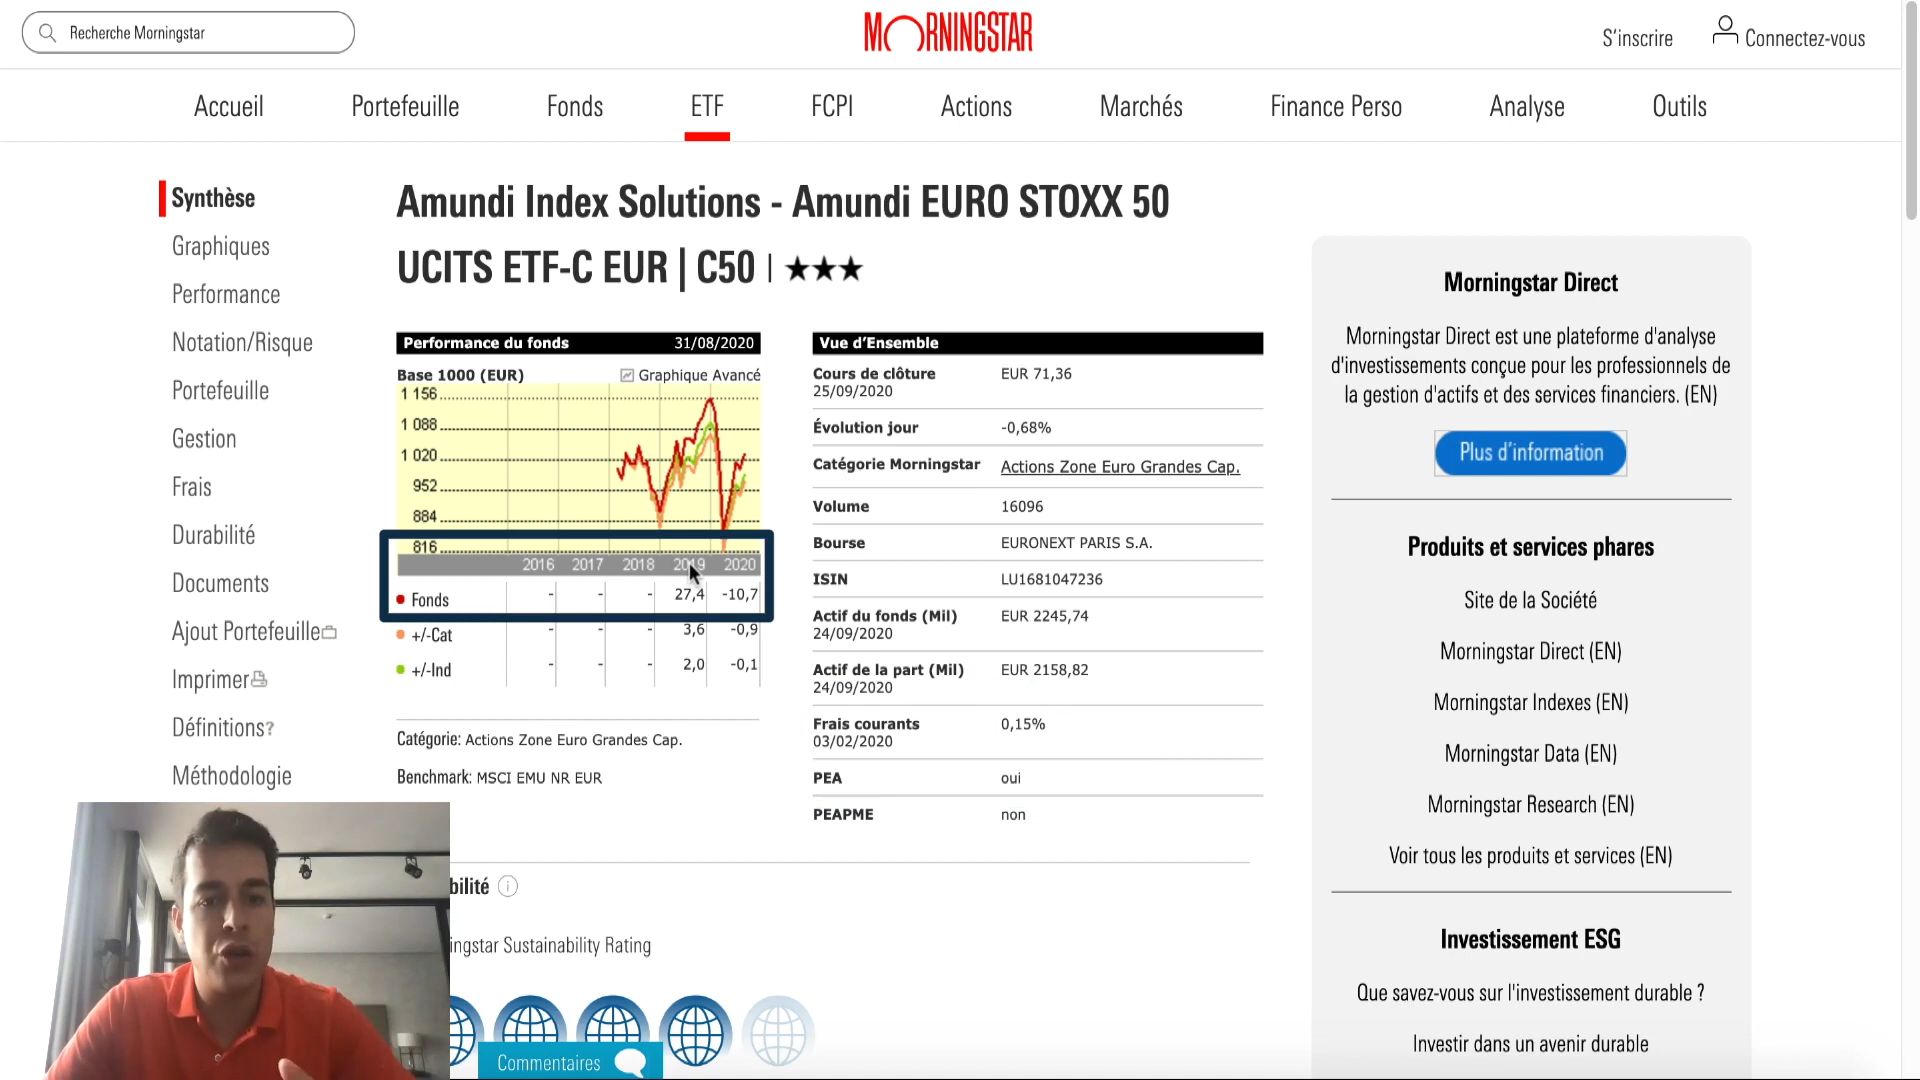 Recherche Morningstar
MORNINGSTAR
S'inscrire
Connectez-vous
Accueil
Portefeuille
Fonds
ETF
FCPI
Actions
Marchés
Finance Perso
Analyse
Outils
Synthèse
Graphiques
Performance
Notation/Risque
Portefeuille
Gestion
Frais
Durabilité
Documents
Ajout Portefeuille
Imprimer
Définitions?
Méthodologie
Amundi Index Solutions - Amundi EURO STOXX 50
UCITS ETF-C EUR | C50 | ★★★
Performance du fonds 31/08/2020
Base 1000 (EUR) Graphique Avancé
1 156
1 088
1 020
952
884
816
2016 2017 2018 2019 2020
Fonds - - - 27,4 -10,7
+/-Cat - - - 3,6 -0,9
+/-Ind - - - 2,0 -0,1
Catégorie: Actions Zone Euro Grandes Cap.
Benchmark: MSCI EMU NR EUR
Vue d'Ensemble
Cours de clôture EUR 71,36
25/09/2020
Évolution jour -0,68%
Catégorie Morningstar Actions Zone Euro Grandes Cap.
Volume 16096
Bourse EURONEXT PARIS S.A.
ISIN LU1681047236
Actif du fonds (Mil) EUR 2245,74
24/09/2020
Actif de la part (Mil) EUR 2158,82
24/09/2020
Frais courants 0,15%
03/02/2020
PEA oui
PEAPME non
bilité
ingstar Sustainability Rating
Commentaires
Morningstar Direct
Morningstar Direct est une plateforme d'analyse
d'investissements conçue pour les professionnels de
la gestion d'actifs et des services financiers. (EN)
Plus d'information
Produits et services phares
Site de la Société
Morningstar Direct (EN)
Morningstar Indexes (EN)
Morningstar Data (EN)
Morningstar Research (EN)
Voir tous les produits et services (EN)
Investissement ESG
Que savez-vous sur l'investissement durable ?
Investir dans un avenir durable